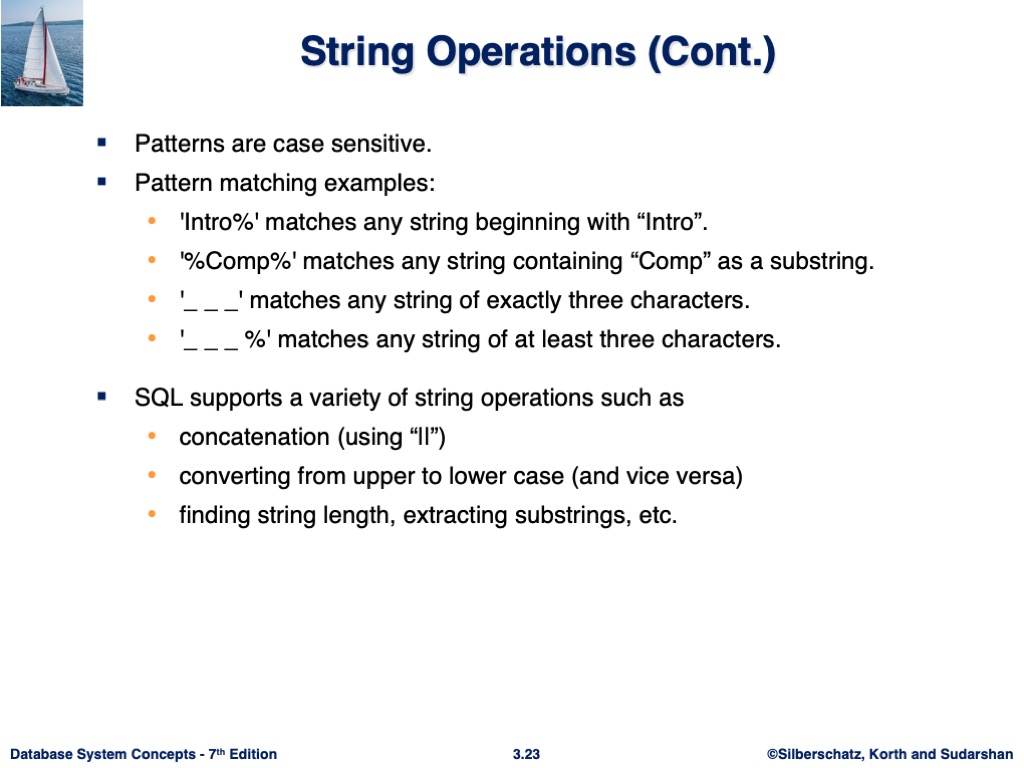 String Operations (Cont.)
▪ Patterns are case sensitive.
▪ Pattern matching examples:
• 'Intro%' matches any string beginning with “Intro”.
• '%Comp%' matches any string containing “Comp” as a substring.
• '_ _ _' matches any string of exactly three characters.
• '_ _ _ %' matches any string of at least three characters.
▪ SQL supports a variety of string operations such as
• concatenation (using “||”)
• converting from upper to lower case (and vice versa)
• finding string length, extracting substrings, etc.
Database System Concepts - 7th Edition 3.23 ©Silberschatz, Korth and Sudarshan